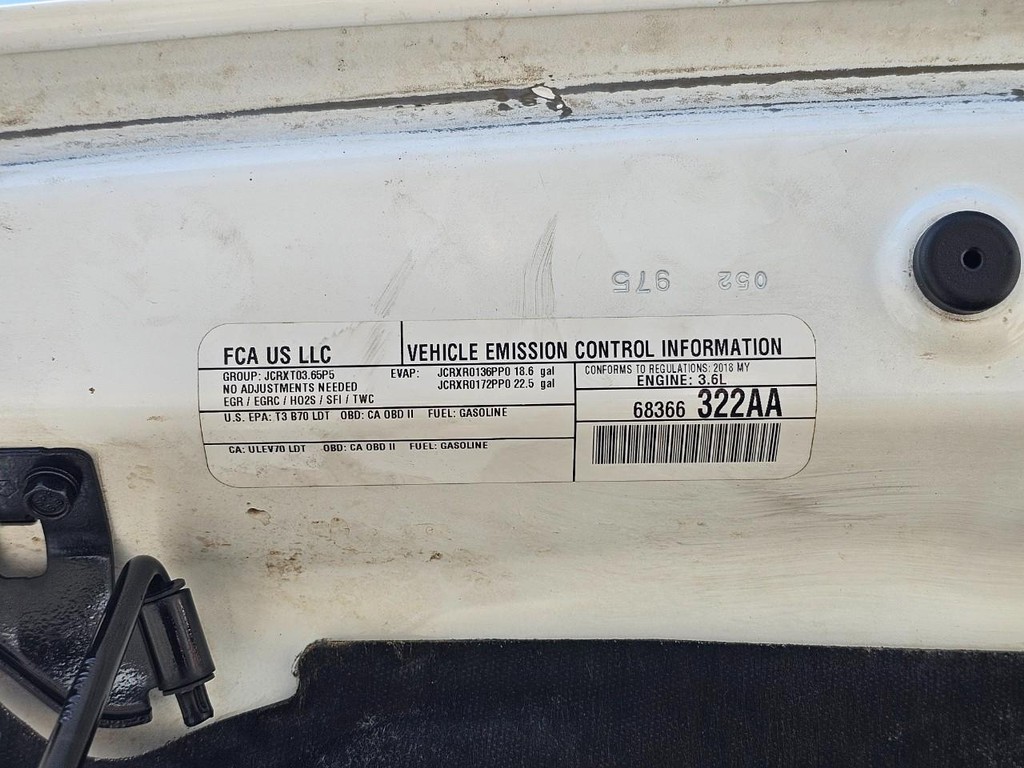 052 975
FCA US LLC
VEHICLE EMISSION CONTROL INFORMATION
GROUP: JCRXT03.65P5
NO ADJUSTMENTS NEEDED
EGR / EGRC / HO2S / SFI / TWC
EVAP: JCRXR0136PP0 18.6 gal
JCRXR0172PP0 22.5 gal
CONFORMS TO REGULATIONS: 2018 MY
ENGINE: 3.6L
68366 322AA
U.S. EPA: T3 B70 LDT OBD: CA OBD II FUEL: GASOLINE
CA: ULEV70 LDT OBD: CA OBD II FUEL: GASOLINE